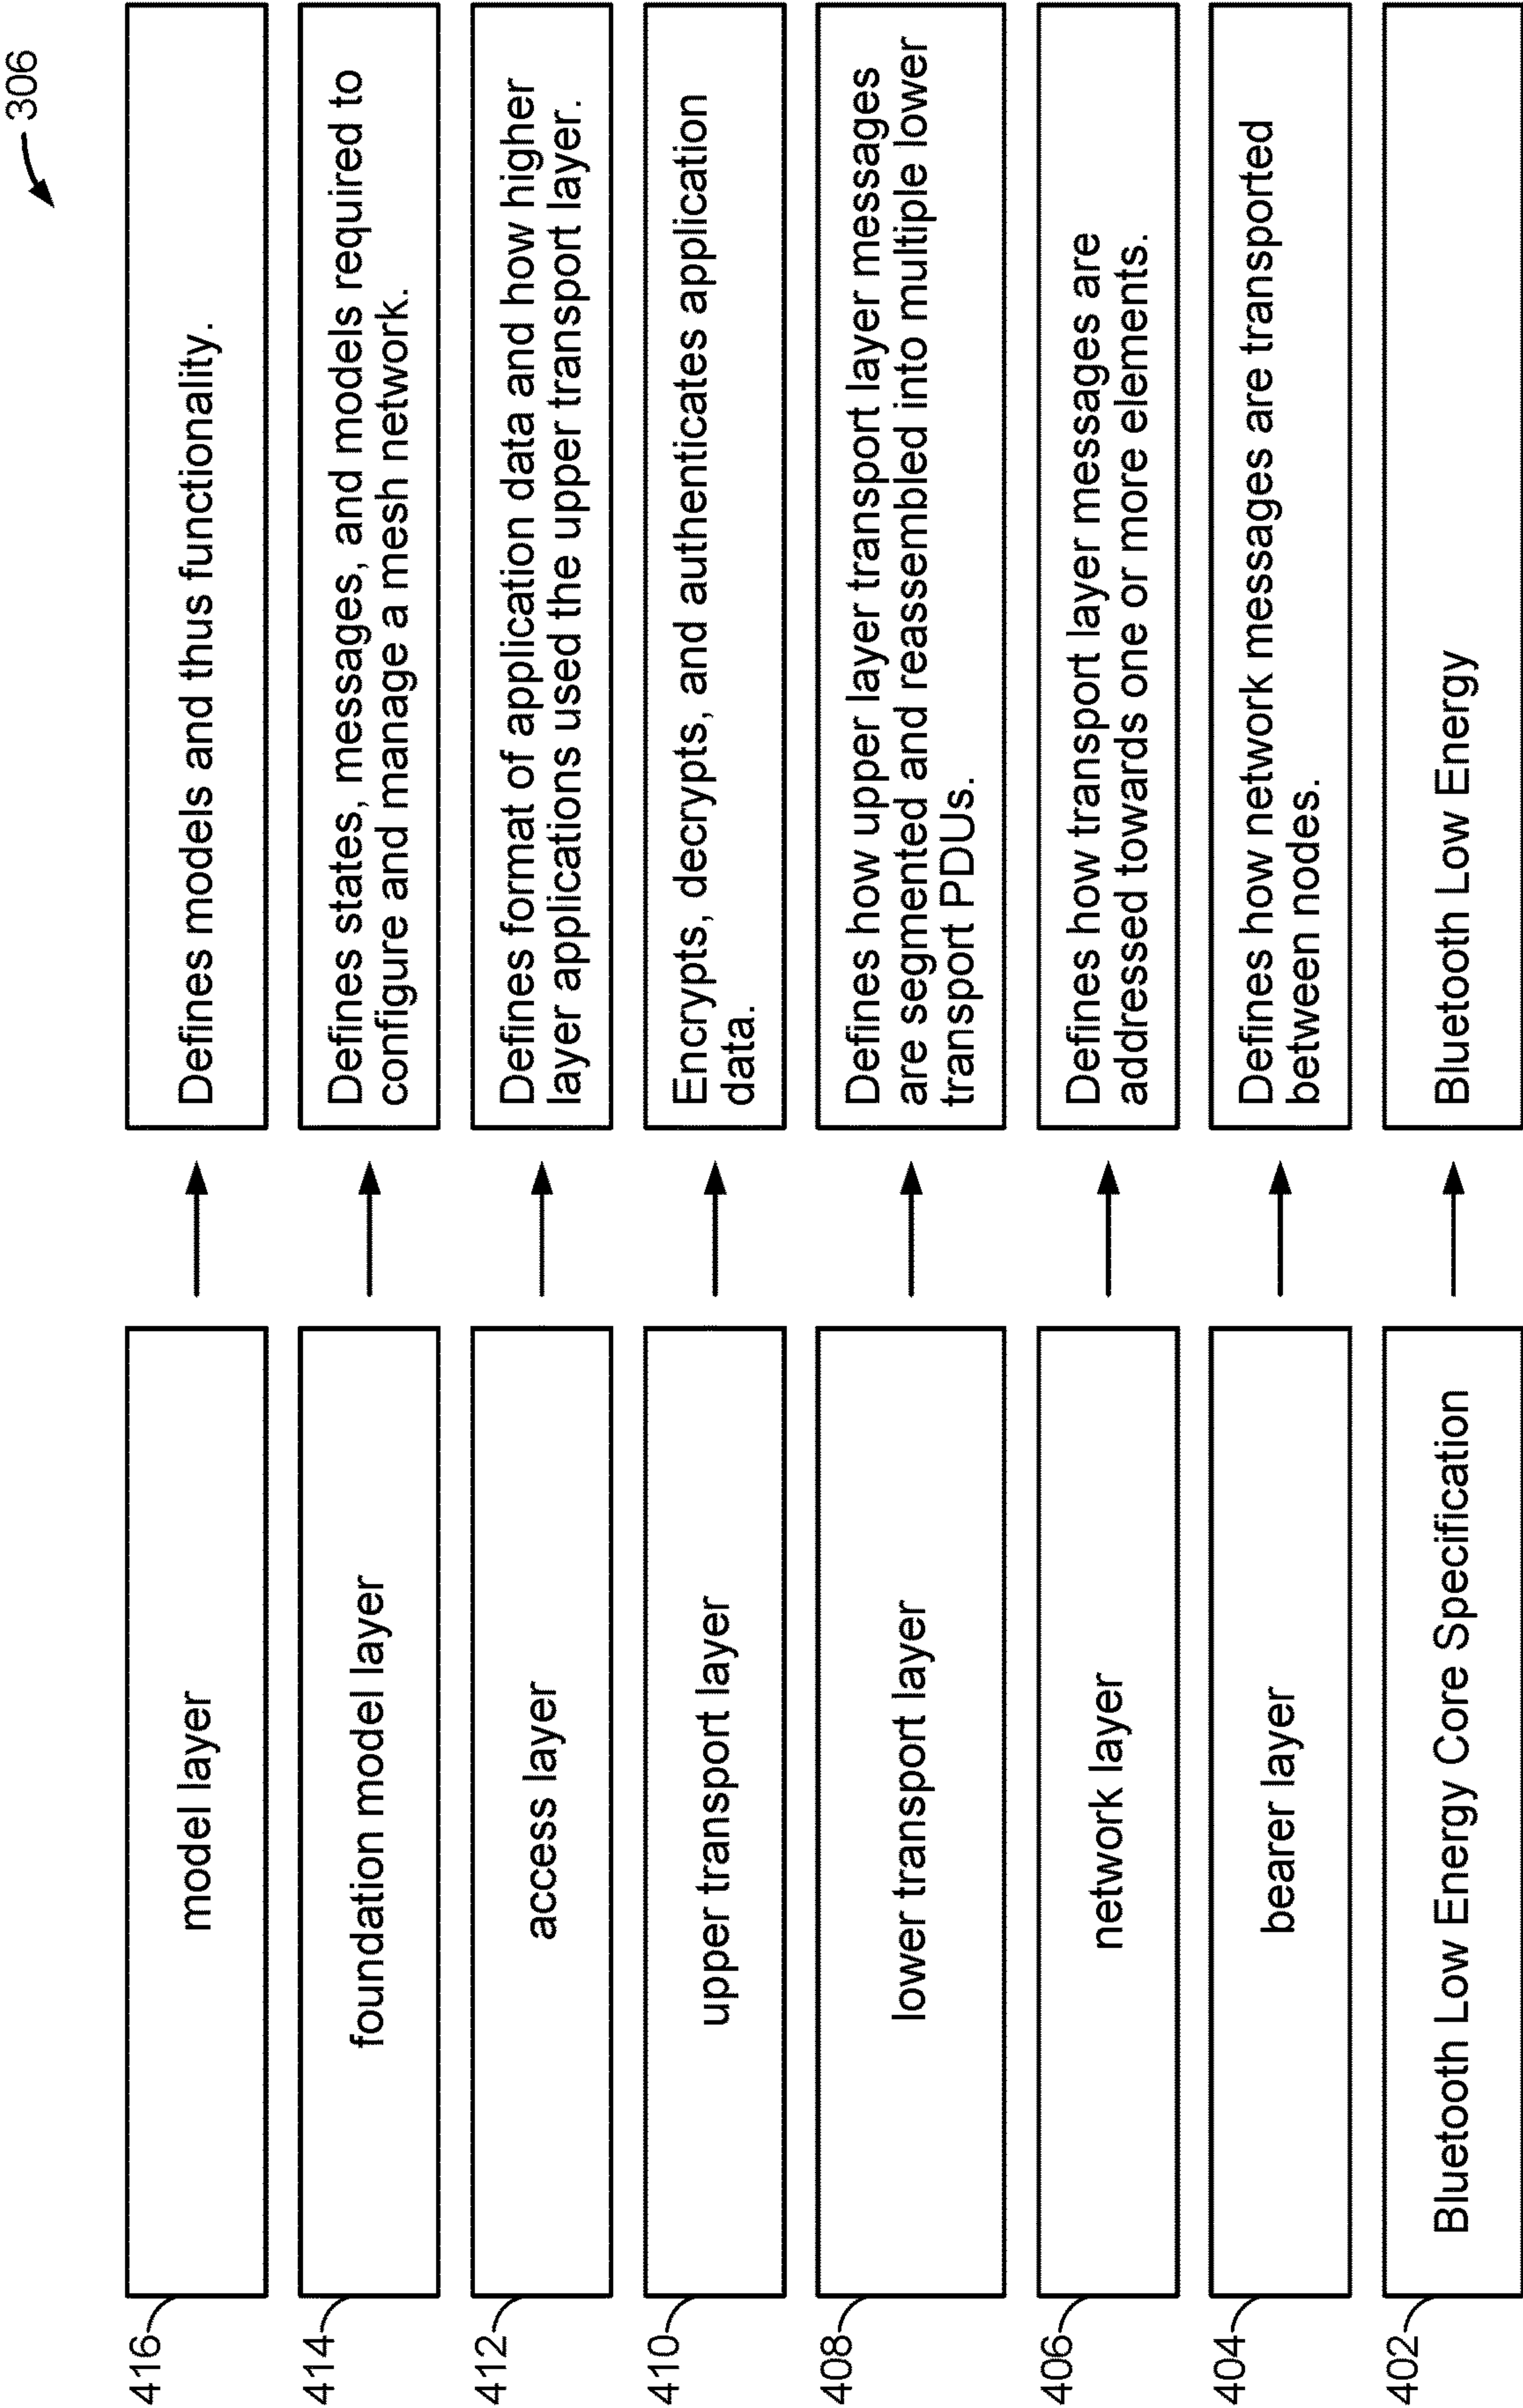 306
416
model layer
Defines models and thus functionality.
414
foundation model layer
Defines states, messages, and models required to
configure and manage a mesh network.
412
access layer
Defines format of application data and how higher
layer applications used the upper transport layer.
410
upper transport layer
Encrypts, decrypts, and authenticates application
data.
408
lower transport layer
Defines how upper layer transport layer messages
are segmented and reassembled into multiple lower
transport PDUs.
406
network layer
Defines how transport layer messages are
addressed towards one or more elements.
404
bearer layer
Defines how network messages are transported
between nodes.
402
Bluetooth Low Energy Core Specification
Bluetooth Low Energy